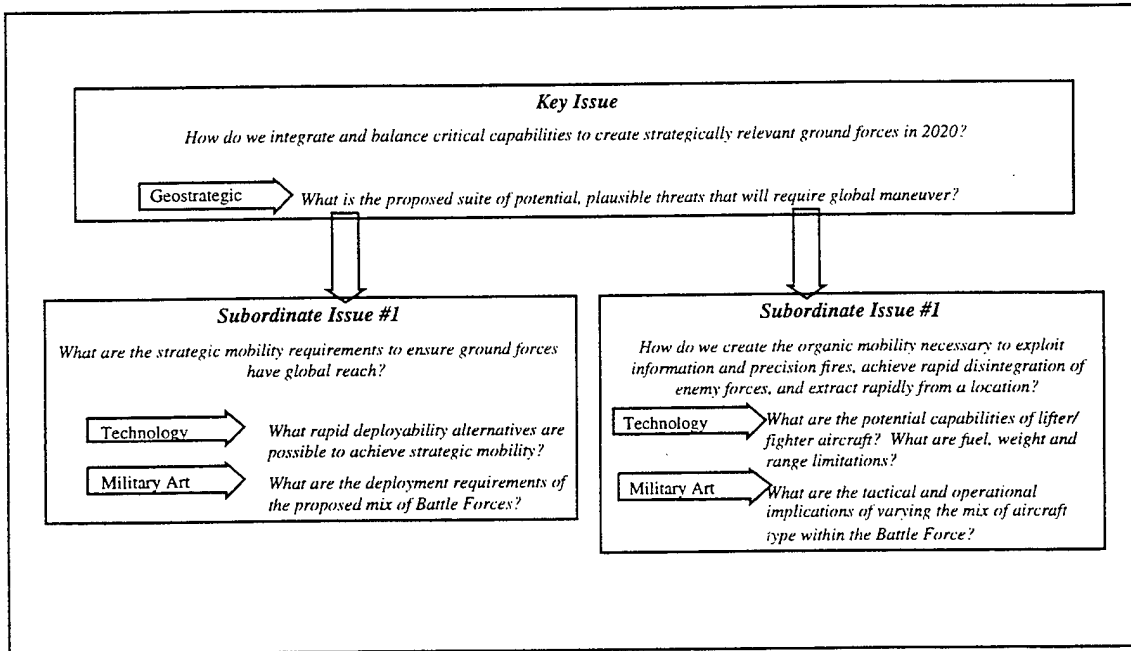 Key Issue
How do we integrate and balance critical capabilities to create strategically relevant ground forces in 2020?
Geostrategic
What is the proposed suite of potential, plausible threats that will require global maneuver?
Subordinate Issue #1
What are the strategic mobility requirements to ensure ground forces
have global reach?
Technology
What rapid deployability alternatives are
possible to achieve strategic mobility?
Military Art
What are the deployment requirements of
the proposed mix of Battle Forces?
Subordinate Issue #1
How do we create the organic mobility necessary to exploit
information and precision fires, achieve rapid disintegration of
enemy forces, and extract rapidly from a location?
Technology
What are the potential capabilities of lifter/
fighter aircraft? What are fuel, weight and
range limitations?
Military Art
What are the tactical and operational
implications of varying the mix of aircraft
type within the Battle Force?